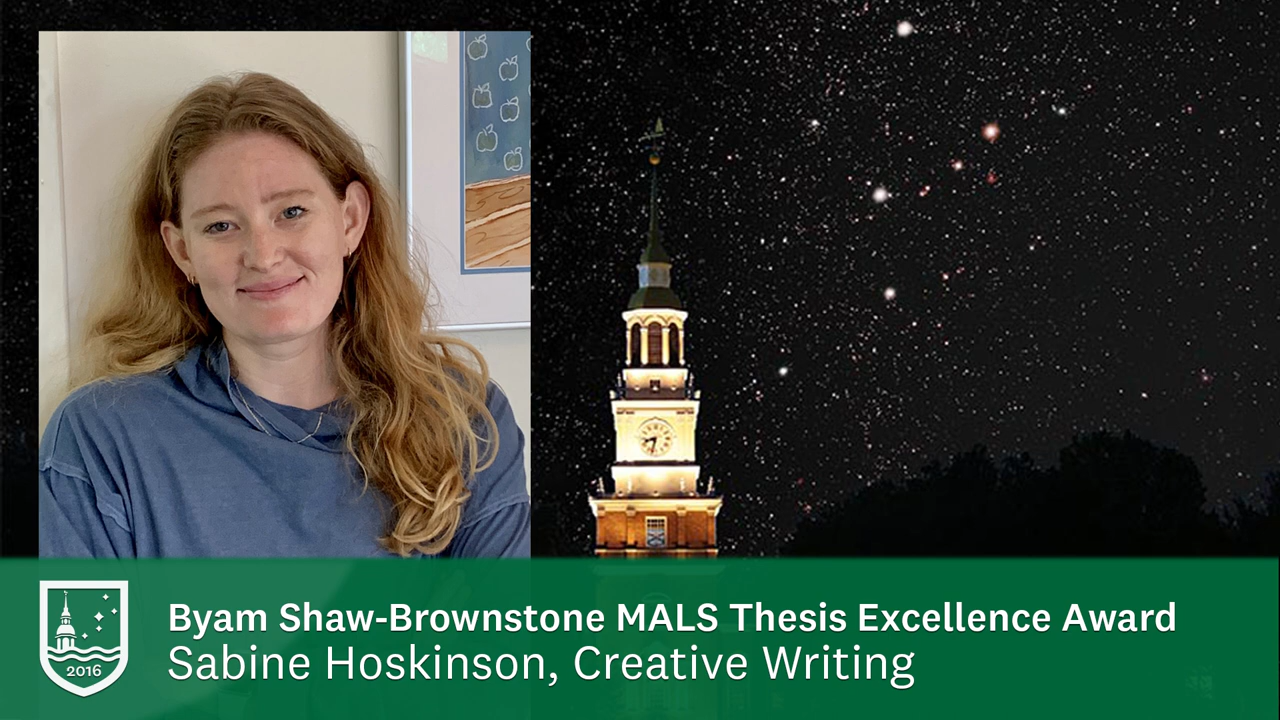 Byam Shaw-Brownstone MALS Thesis Excellence Award
Sabine Hoskinson, Creative Writing
2016